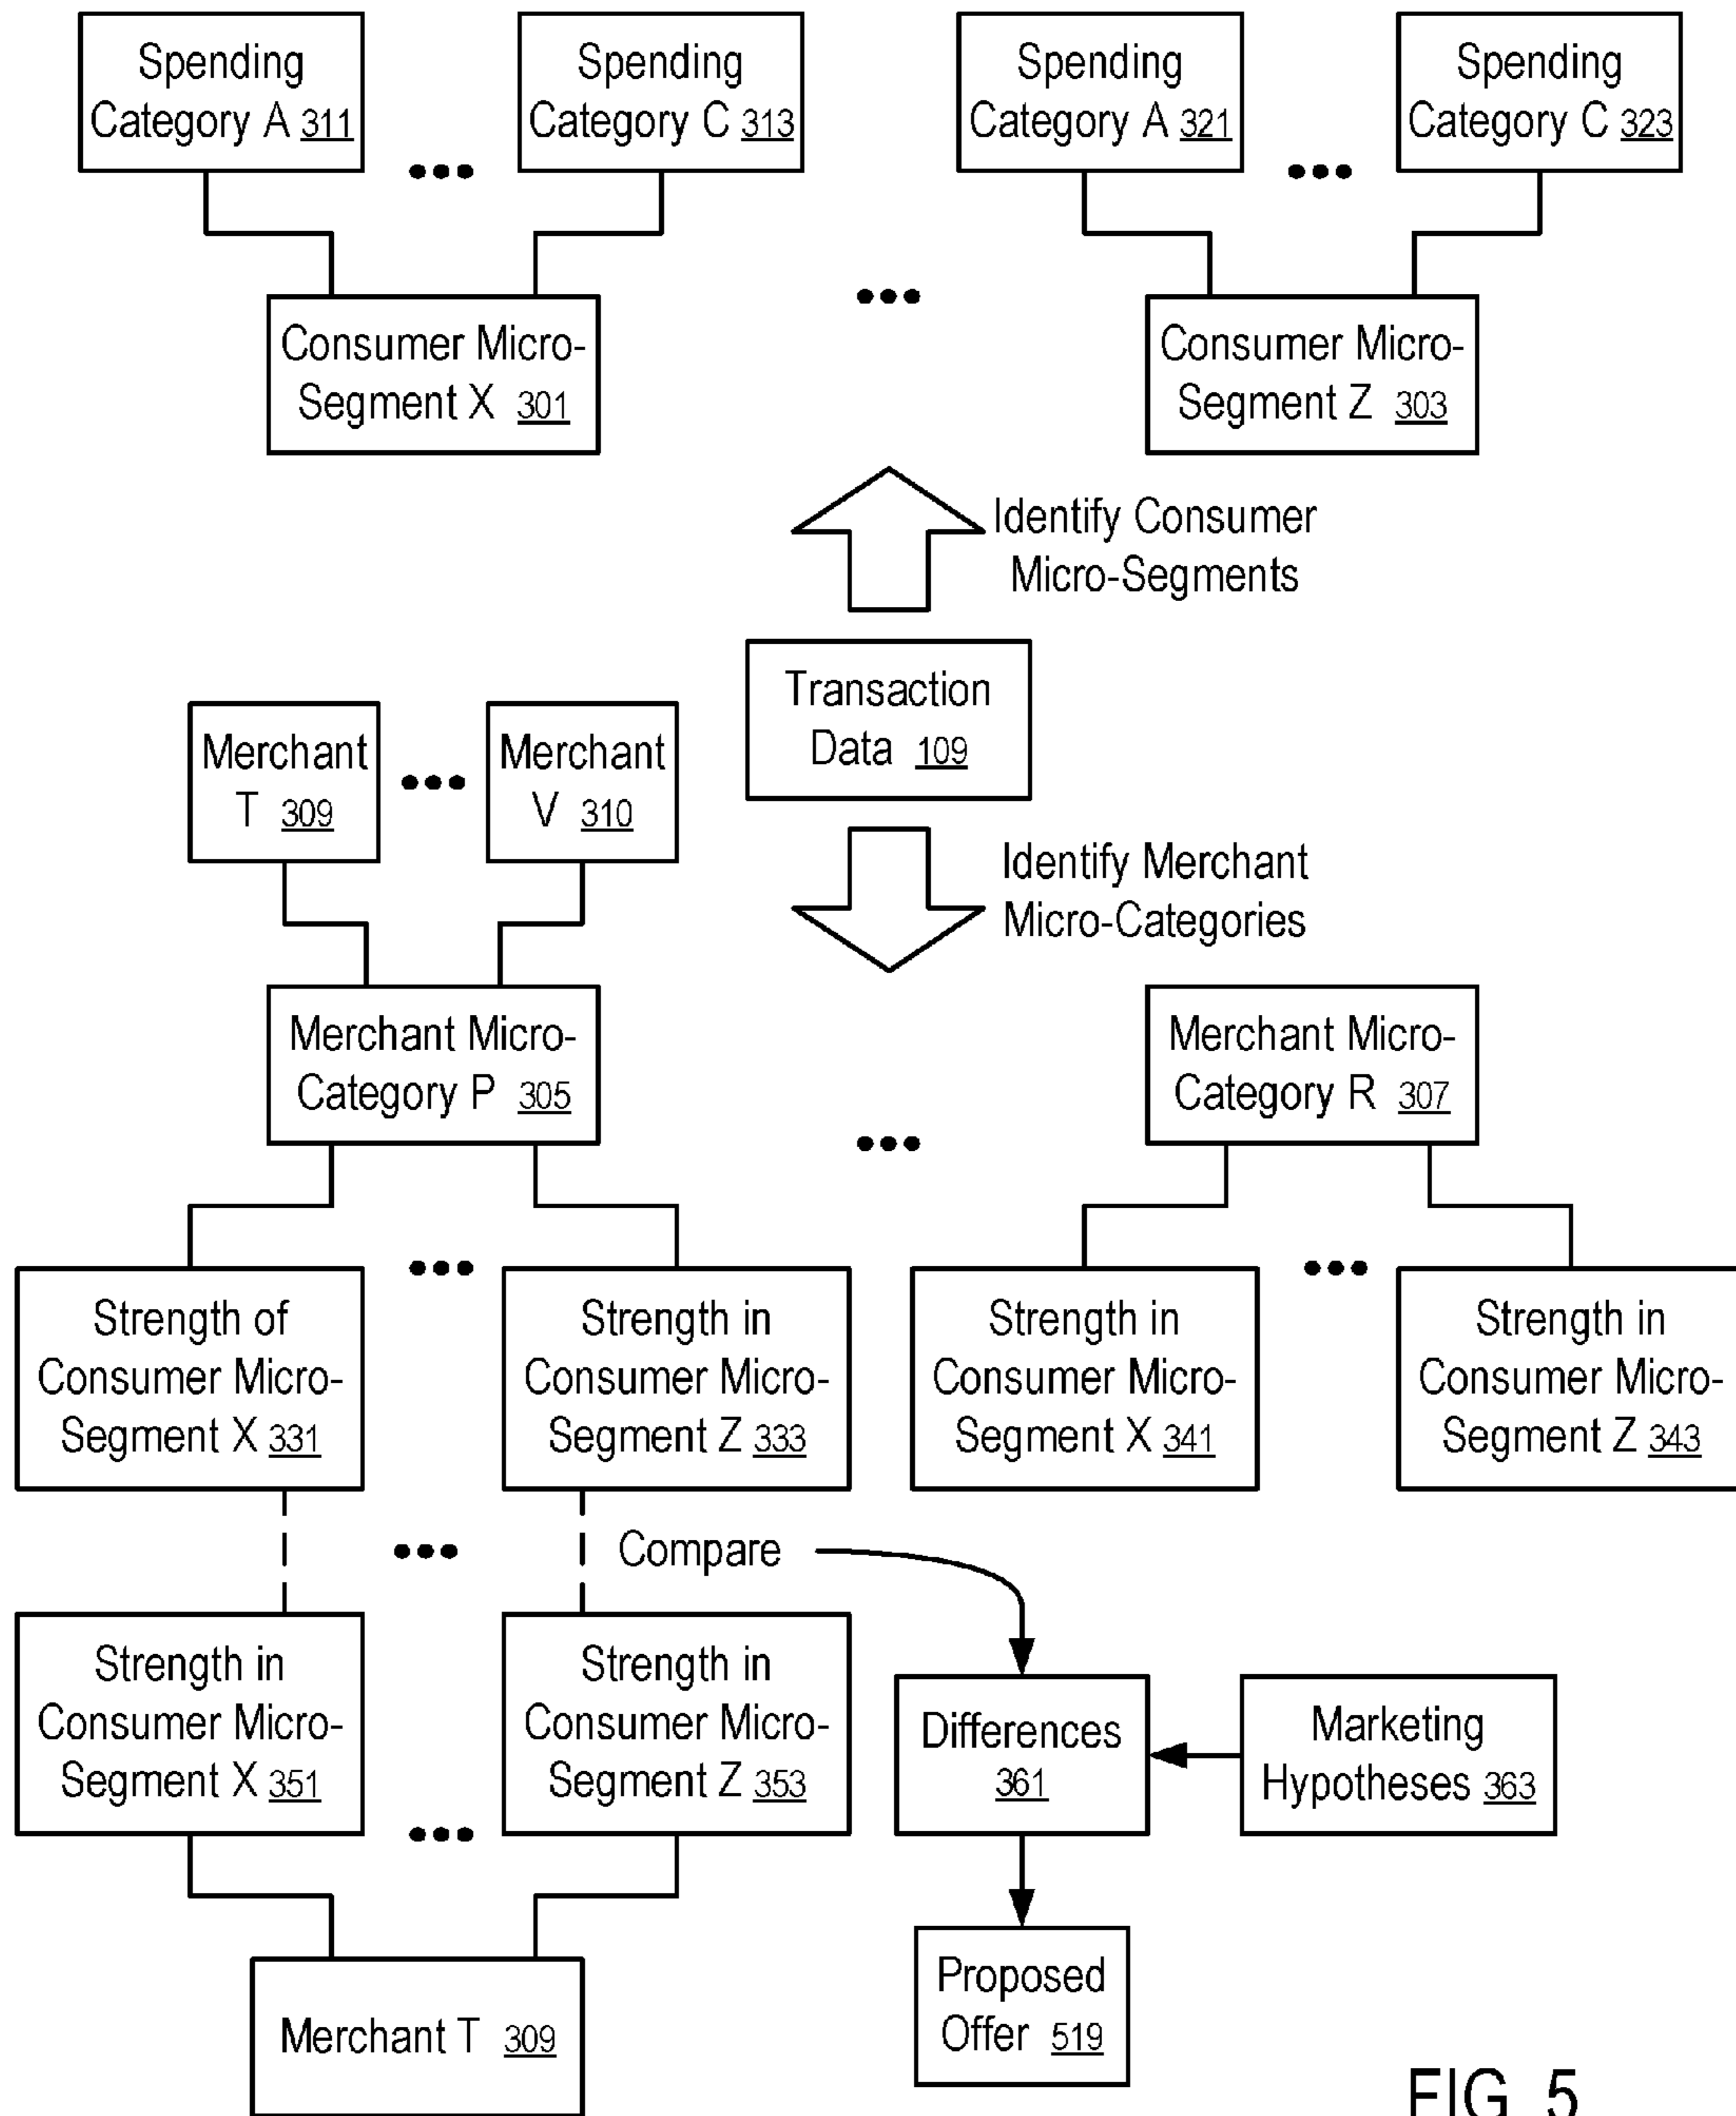 Spending
Category A 311
Spending
Category C 313
Spending
Category A 321
Spending
Category C 323
Consumer Micro-
Segment X 301
Consumer Micro-
Segment Z 303
Identify Consumer
Micro-Segments
Transaction
Data 109
Merchant
T 309
Merchant
V 310
Identify Merchant
Micro-Categories
Merchant Micro-
Category P 305
Merchant Micro-
Category R 307
Strength of
Consumer Micro-
Segment X 331
Strength in
Consumer Micro-
Segment Z 333
Strength in
Consumer Micro-
Segment X 341
Strength in
Consumer Micro-
Segment Z 343
Compare
Strength in
Consumer Micro-
Segment X 351
Strength in
Consumer Micro-
Segment Z 353
Differences
361
Marketing
Hypotheses 363
Merchant T 309
Proposed
Offer 519
FIG. 5